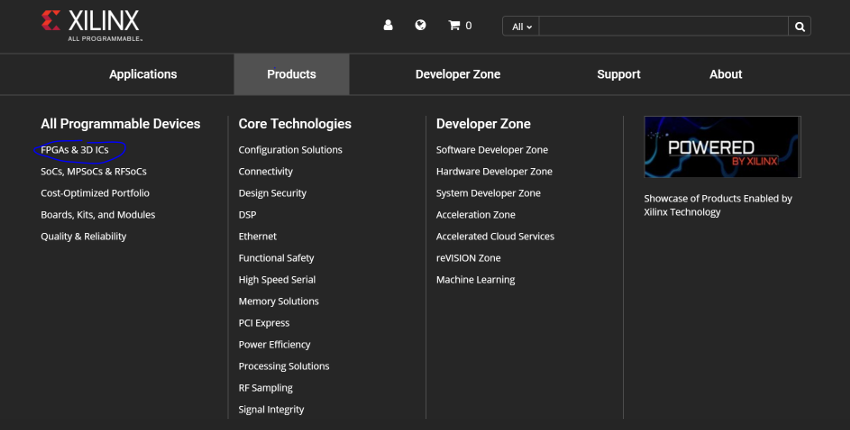 XILINX
ALL PROGRAMMABLE™
0
All
Applications
Products
Developer Zone
Support
About
All Programmable Devices
FPGAs & 3D ICs
SoCs, MPSoCs & RFSoCs
Cost-Optimized Portfolio
Boards, Kits, and Modules
Quality & Reliability
Core Technologies
Configuration Solutions
Connectivity
Design Security
DSP
Ethernet
Functional Safety
High Speed Serial
Memory Solutions
PCI Express
Power Efficiency
Processing Solutions
RF Sampling
Signal Integrity
Developer Zone
Software Developer Zone
Hardware Developer Zone
System Developer Zone
Acceleration Zone
Accelerated Cloud Services
reVISION Zone
Machine Learning
POWERED
BY XILINX
Showcase of Products Enabled by
Xilinx Technology